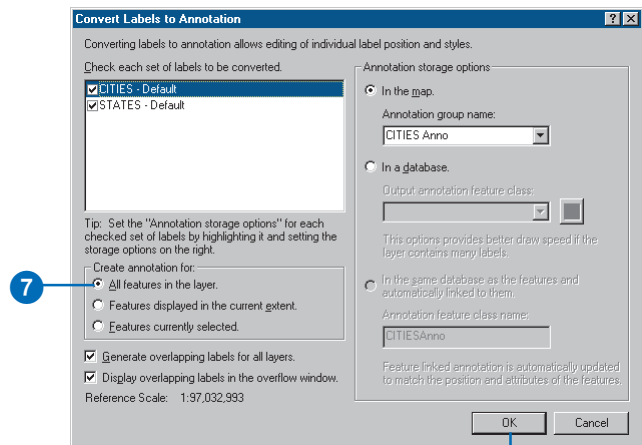 Convert Labels to Annotation
Converting labels to annotation allows editing of individual label position and styles.
Check each set of labels to be converted.
CITIES - Default
STATES - Default
Tip: Set the "Annotation storage options" for each
checked set of labels by highlighting it and setting the
storage options on the right.
Create annotation for:
7
All features in the layer.
Features displayed in the current extent.
Features currently selected.
Generate overlapping labels for all layers.
Display overlapping labels in the overflow window.
Reference Scale: 1:97,032,993
Annotation storage options
In the map.
Annotation group name:
CITIES Anno
In a database.
Output annotation feature class:
This options provides better draw speed if the
layer contains many labels.
In the same database as the features and
automatically linked to them.
Annotation feature class name:
CITIESAnno
Feature linked annotation is automatically updated
to match the position and attributes of the features.
OK
Cancel